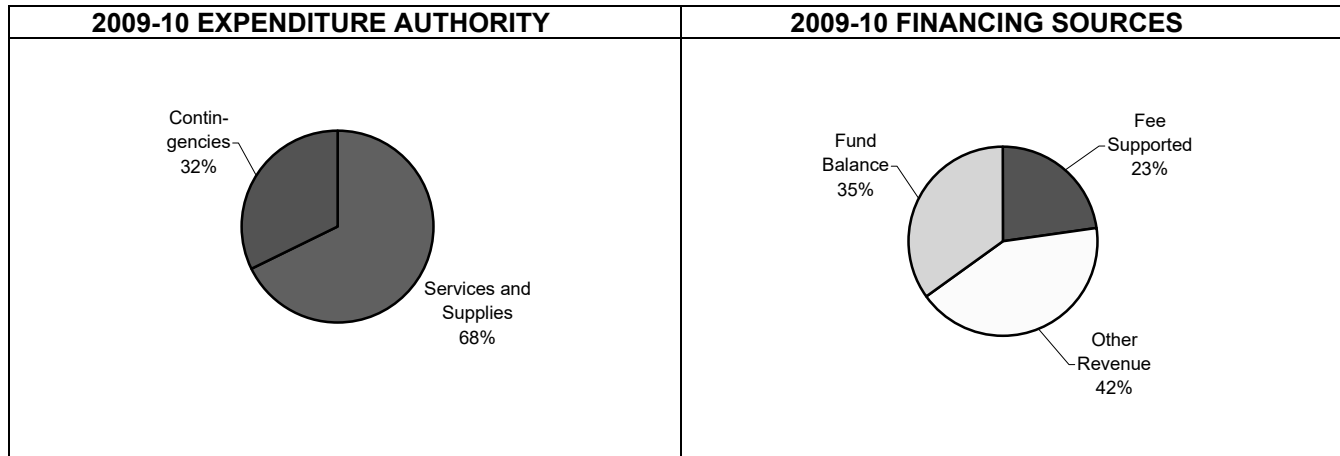 2009-10 EXPENDITURE AUTHORITY
2009-10 FINANCING SOURCES
Contin-
gencies
32%
Services and
Supplies
68%
Fund
Balance
35%
Fee
Supported
23%
Other
Revenue
42%